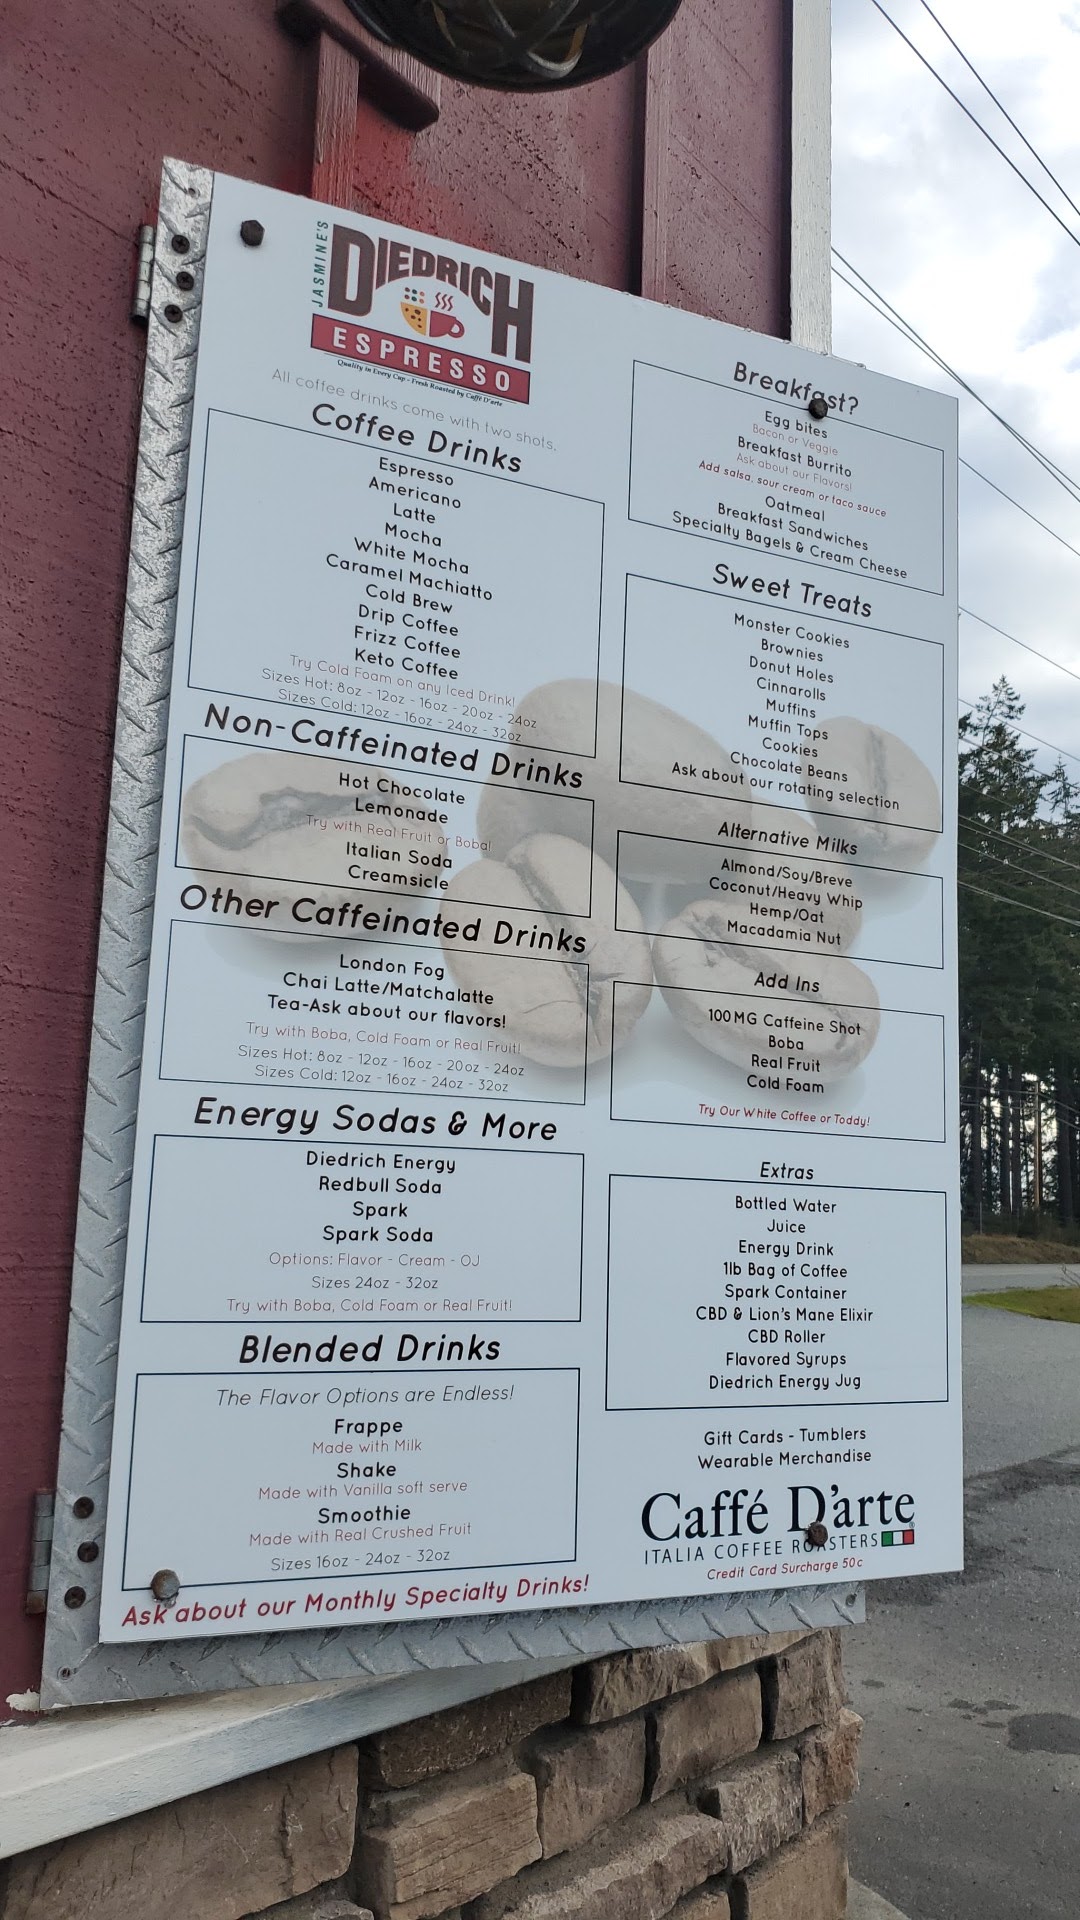 JASMINE'S
DIEDRICH
ESPRESSO
Quality in Every Cup - Fresh Roasted by Caffé D'arte
All coffee drinks come with two shots.
Coffee Drinks
Espresso
Americano
Latte
Mocha
White Mocha
Caramel Machiatto
Cold Brew
Drip Coffee
Frizz Coffee
Keto Coffee
Try Cold Foam on any Iced Drink!
Sizes Hot: 8oz - 12oz - 16oz - 20oz - 24oz
Sizes Cold: 12oz - 16oz - 24oz - 32oz
Non-Caffeinated Drinks
Hot Chocolate
Lemonade
Try with Real Fruit or Boba!
Italian Soda
Creamsicle
Other Caffeinated Drinks
London Fog
Chai Latte/Matchalatte
Tea-Ask about our flavors!
Try with Boba, Cold Foam or Real Fruit!
Sizes Hot: 8oz - 12oz - 16oz - 20oz - 24oz
Sizes Cold: 12oz - 16oz - 24oz - 32oz
Energy Sodas & More
Diedrich Energy
Redbull Soda
Spark
Spark Soda
Options: Flavor - Cream - OJ
Sizes 24oz - 32oz
Try with Boba, Cold Foam or Real Fruit!
Blended Drinks
The Flavor Options are Endless!
Frappe
Made with Milk
Shake
Made with Vanilla soft serve
Smoothie
Made with Real Crushed Fruit
Sizes 16oz - 24oz - 32oz
Ask about our Monthly Specialty Drinks!
Breakfast?
Egg bites
Bacon or Veggie
Breakfast Burrito
Ask about our Flavors!
Add salsa, sour cream or taco sauce
Oatmeal
Breakfast Sandwiches
Specialty Bagels & Cream Cheese
Sweet Treats
Monster Cookies
Brownies
Donut Holes
Cinnarolls
Muffins
Muffin Tops
Cookies
Chocolate Beans
Ask about our rotating selection
Alternative Milks
Almond/Soy/Breve
Coconut/Heavy Whip
Hemp/Oat
Macadamia Nut
Add Ins
100MG Caffeine Shot
Boba
Real Fruit
Cold Foam
Try Our White Coffee or Toddy!
Extras
Bottled Water
Juice
Energy Drink
1lb Bag of Coffee
Spark Container
CBD & Lion's Mane Elixir
CBD Roller
Flavored Syrups
Diedrich Energy Jug
Gift Cards - Tumblers
Wearable Merchandise
Caffé D'arte
ITALIA COFFEE ROASTERS
Credit Card Surcharge 50c